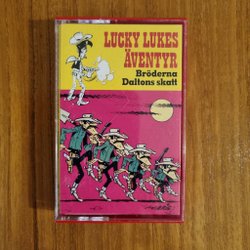 LUCKY LUKES
ÄVENTYR
Bröderna
Daltons skatt